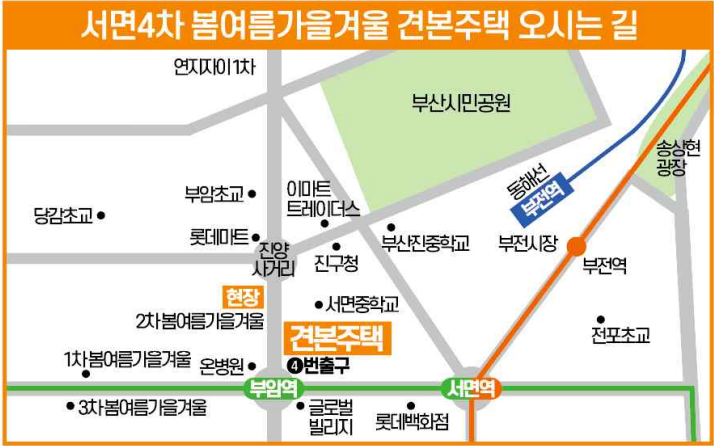 서면4차 봄여름가을겨울 견본주택 오시는 길
연지자이 1차
부산시민공원
송상현
광장
동해선
부전역
부암초교
이마트
트레이더스
당감초교
롯데마트
진양
사거리
진구청
부산진중학교
부전시장
부전역
현장
2차 봄여름가을겨울
서면중학교
전포초교
견본주택
1차 봄여름가을겨울
온병원
4번출구
부암역
서면역
3차 봄여름가을겨울
글로벌
빌리지
롯데백화점